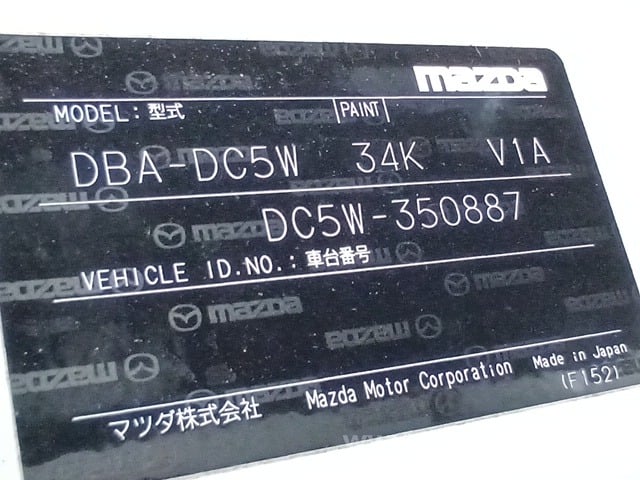 mazda
MODEL: 型式 PAINT
DBA-DC5W 34K V1A
DC5W-350887
VEHICLE ID.NO.: 車台番号
マツダ株式会社 Mazda Motor Corporation Made in Japan
(F152)